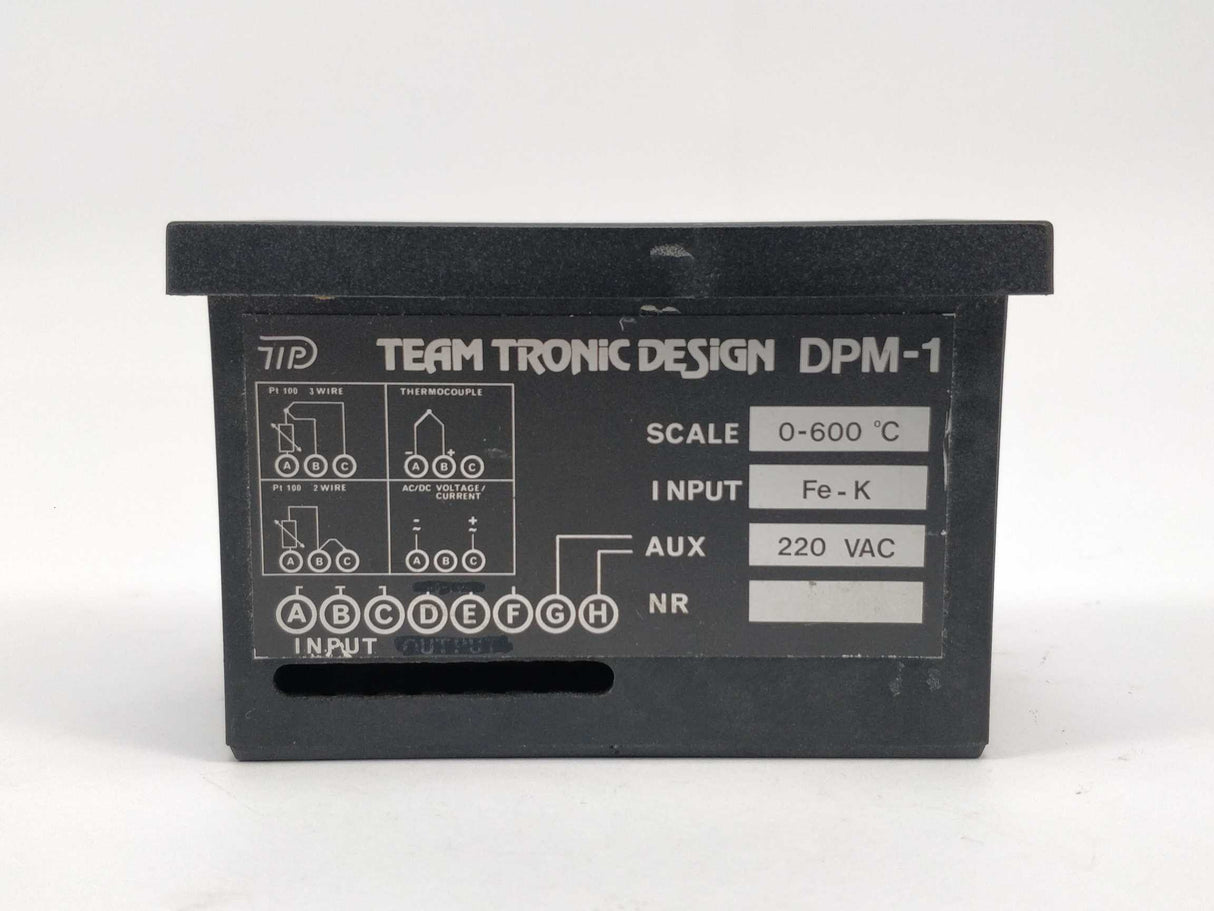 TTD TEAM TRONIC DESIGN DPM-1
Pt 100 3 WIRE
A B C
THERMOCOUPLE
- +
A B C
Pt 100 2 WIRE
A B C
AC/DC VOLTAGE/
CURRENT
- +
~ ~
A B C
SCALE 0-600 °C
INPUT Fe-K
AUX 220 VAC
NR
A B C D E F G H
INPUT OUTPUT